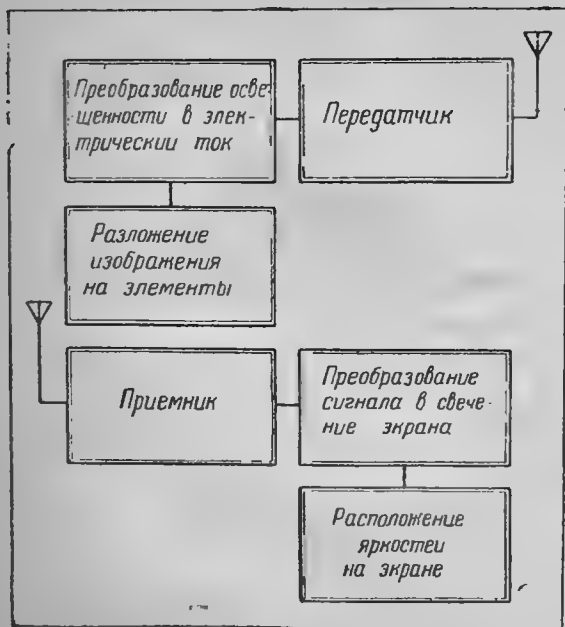 Преобразование осве-
щенности в элек-
трический ток
Передатчик
Разложение
изображения
на элементы
Приемник
Преобразование
сигнала в свече-
ние экрана
Расположение
яркостей
на экране